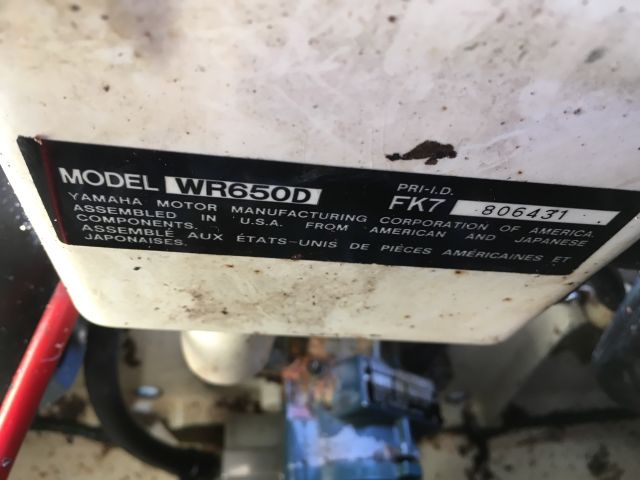 MODEL WR650D PRI-I.D. FK7 806431
YAMAHA MOTOR MANUFACTURING CORPORATION OF AMERICA.
ASSEMBLED IN U.S.A. FROM AMERICAN AND JAPANESE
COMPONENTS.
ASSEMBLÉ AUX ÉTATS-UNIS DE PIÈCES AMÉRICAINES ET
JAPONAISES.